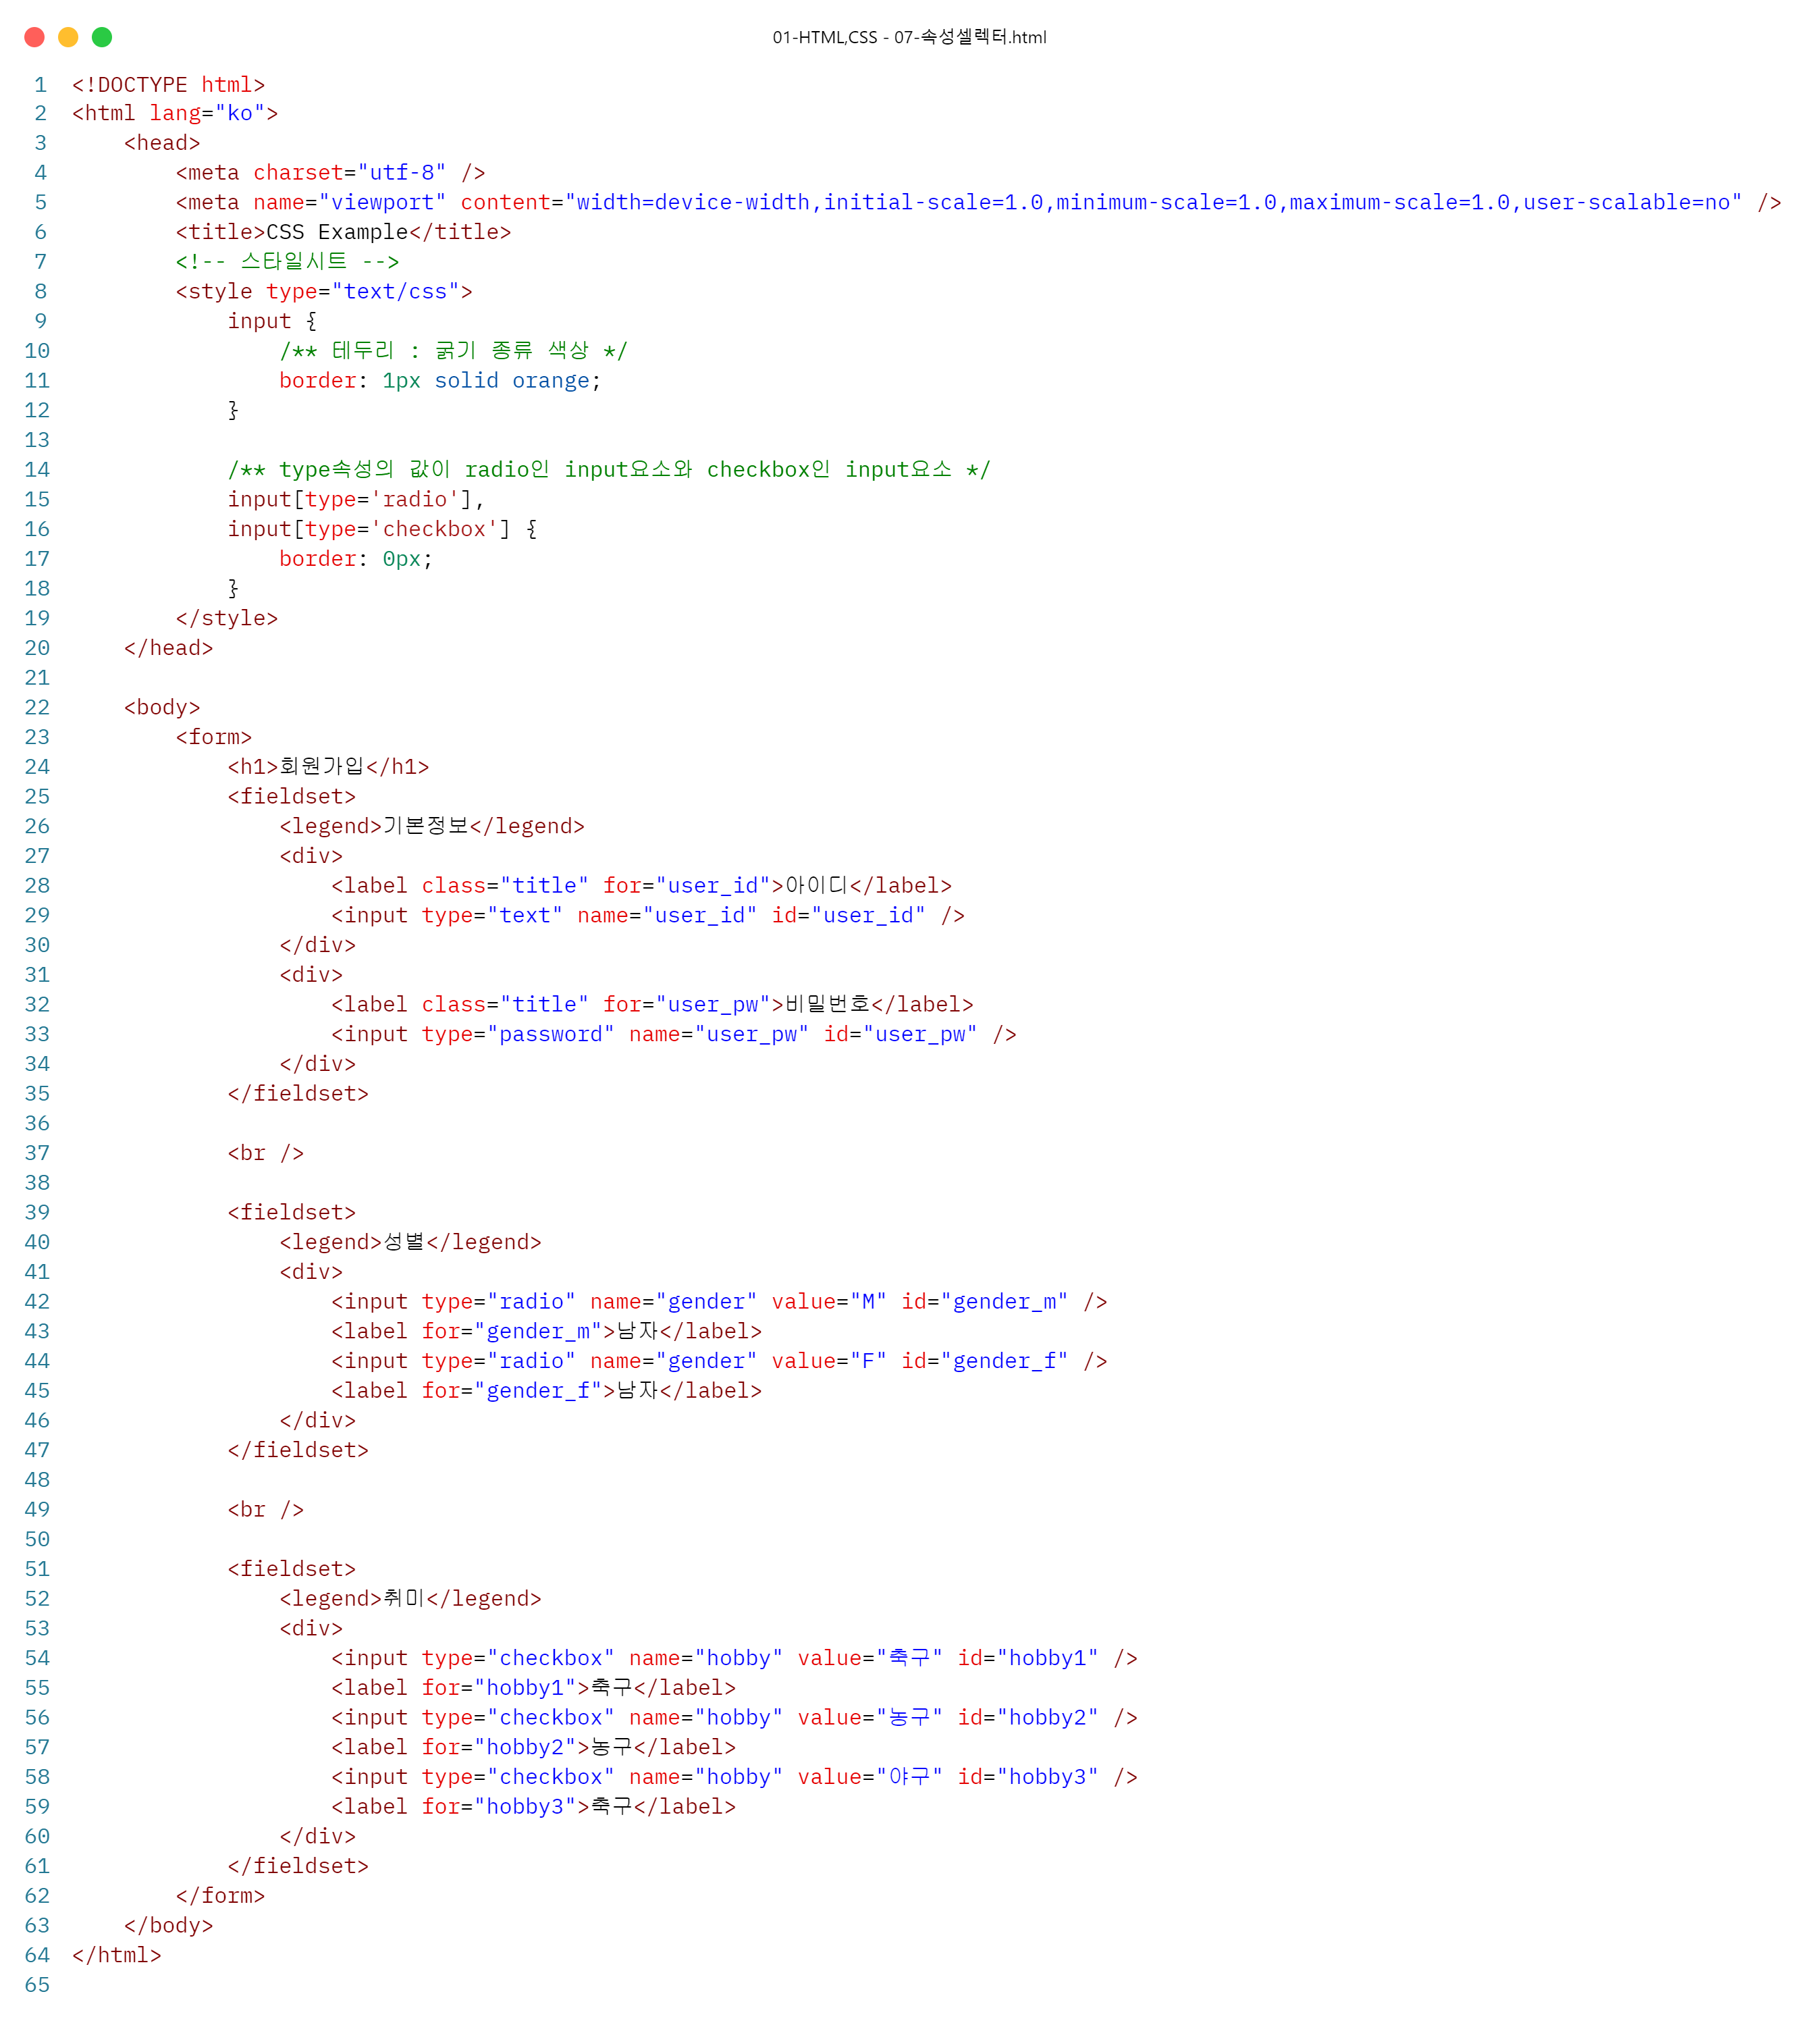 01-HTML,CSS - 07-속성셀렉터.html
1 <!DOCTYPE html>
2 <html lang="ko">
3     <head>
4         <meta charset="utf-8" />
5         <meta name="viewport" content="width=device-width,initial-scale=1.0,minimum-scale=1.0,maximum-scale=1.0,user-scalable=no" />
6         <title>CSS Example</title>
7         <!-- 스타일시트 -->
8         <style type="text/css">
9             input {
10                 /** 테두리 : 굵기 종류 색상 */
11                 border: 1px solid orange;
12             }
13
14             /** type속성의 값이 radio인 input요소와 checkbox인 input요소 */
15             input[type='radio'],
16             input[type='checkbox'] {
17                 border: 0px;
18             }
19         </style>
20     </head>
21
22     <body>
23         <form>
24             <h1>회원가입</h1>
25             <fieldset>
26                 <legend>기본정보</legend>
27                 <div>
28                     <label class="title" for="user_id">아이디</label>
29                     <input type="text" name="user_id" id="user_id" />
30                 </div>
31                 <div>
32                     <label class="title" for="user_pw">비밀번호</label>
33                     <input type="password" name="user_pw" id="user_pw" />
34                 </div>
35             </fieldset>
36
37             <br />
38
39             <fieldset>
40                 <legend>성별</legend>
41                 <div>
42                     <input type="radio" name="gender" value="M" id="gender_m" />
43                     <label for="gender_m">남자</label>
44                     <input type="radio" name="gender" value="F" id="gender_f" />
45                     <label for="gender_f">남자</label>
46                 </div>
47             </fieldset>
48
49             <br />
50
51             <fieldset>
52                 <legend>취미</legend>
53                 <div>
54                     <input type="checkbox" name="hobby" value="축구" id="hobby1" />
55                     <label for="hobby1">축구</label>
56                     <input type="checkbox" name="hobby" value="농구" id="hobby2" />
57                     <label for="hobby2">농구</label>
58                     <input type="checkbox" name="hobby" value="야구" id="hobby3" />
59                     <label for="hobby3">축구</label>
60                 </div>
61             </fieldset>
62         </form>
63     </body>
64 </html>
65